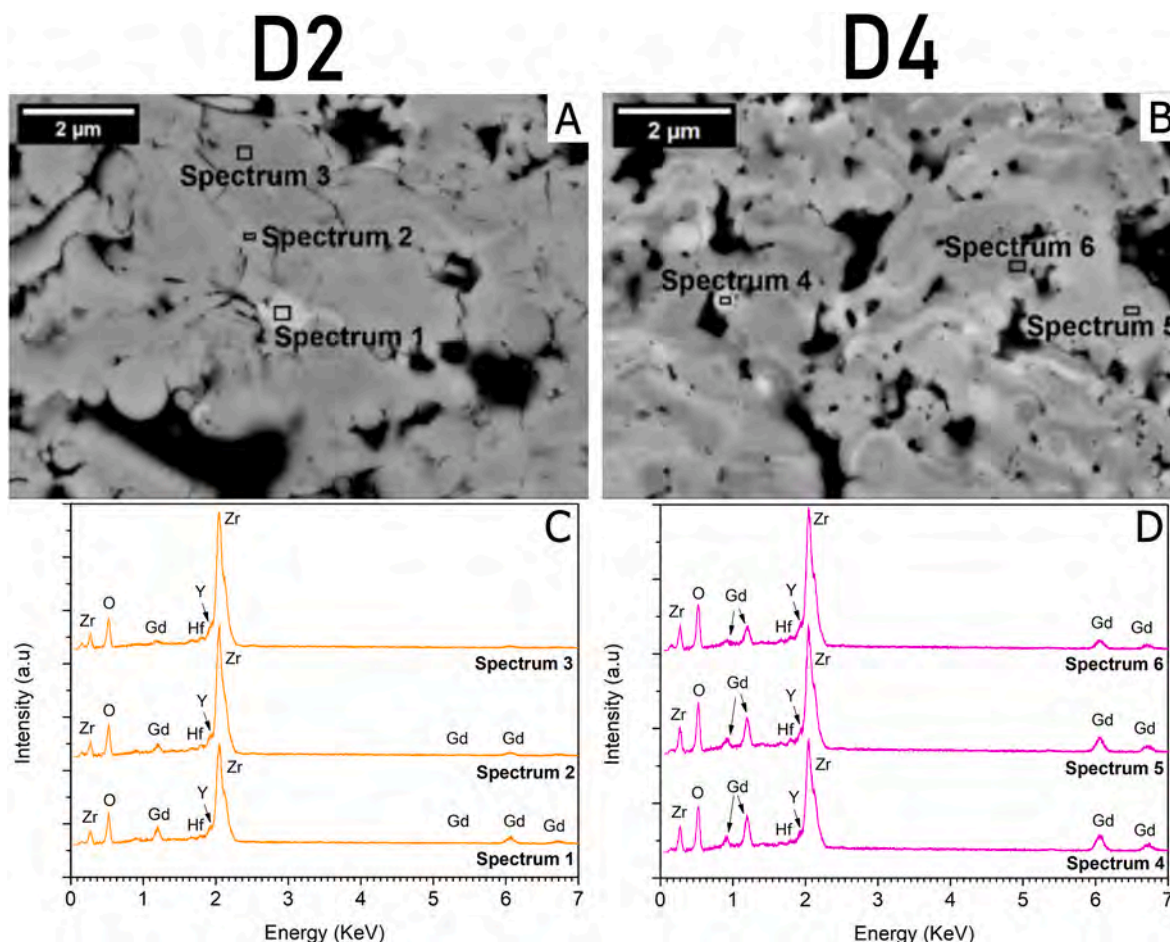 D2
D4
2 µm
A
Spectrum 3
Spectrum 2
Spectrum 1
2 µm
B
Spectrum 6
Spectrum 4
Spectrum 5
C
Zr
Y
O
Zr
Gd
Hf
Spectrum 3
Zr
Y
O
Zr
Gd
Hf
Gd
Gd
Spectrum 2
Zr
Y
O
Zr
Gd
Hf
Gd
Gd
Gd
Spectrum 1
0 1 2 3 4 5 6 7
Energy (KeV)
Intensity (a.u)
D
Zr
Y
O
Gd
Zr
Hf
Gd
Gd
Spectrum 6
Zr
Y
O
Gd
Zr
Hf
Gd
Gd
Spectrum 5
Zr
Y
O
Gd
Zr
Hf
Gd
Gd
Spectrum 4
0 1 2 3 4 5 6 7
Energy (KeV)
Intensity (a.u)